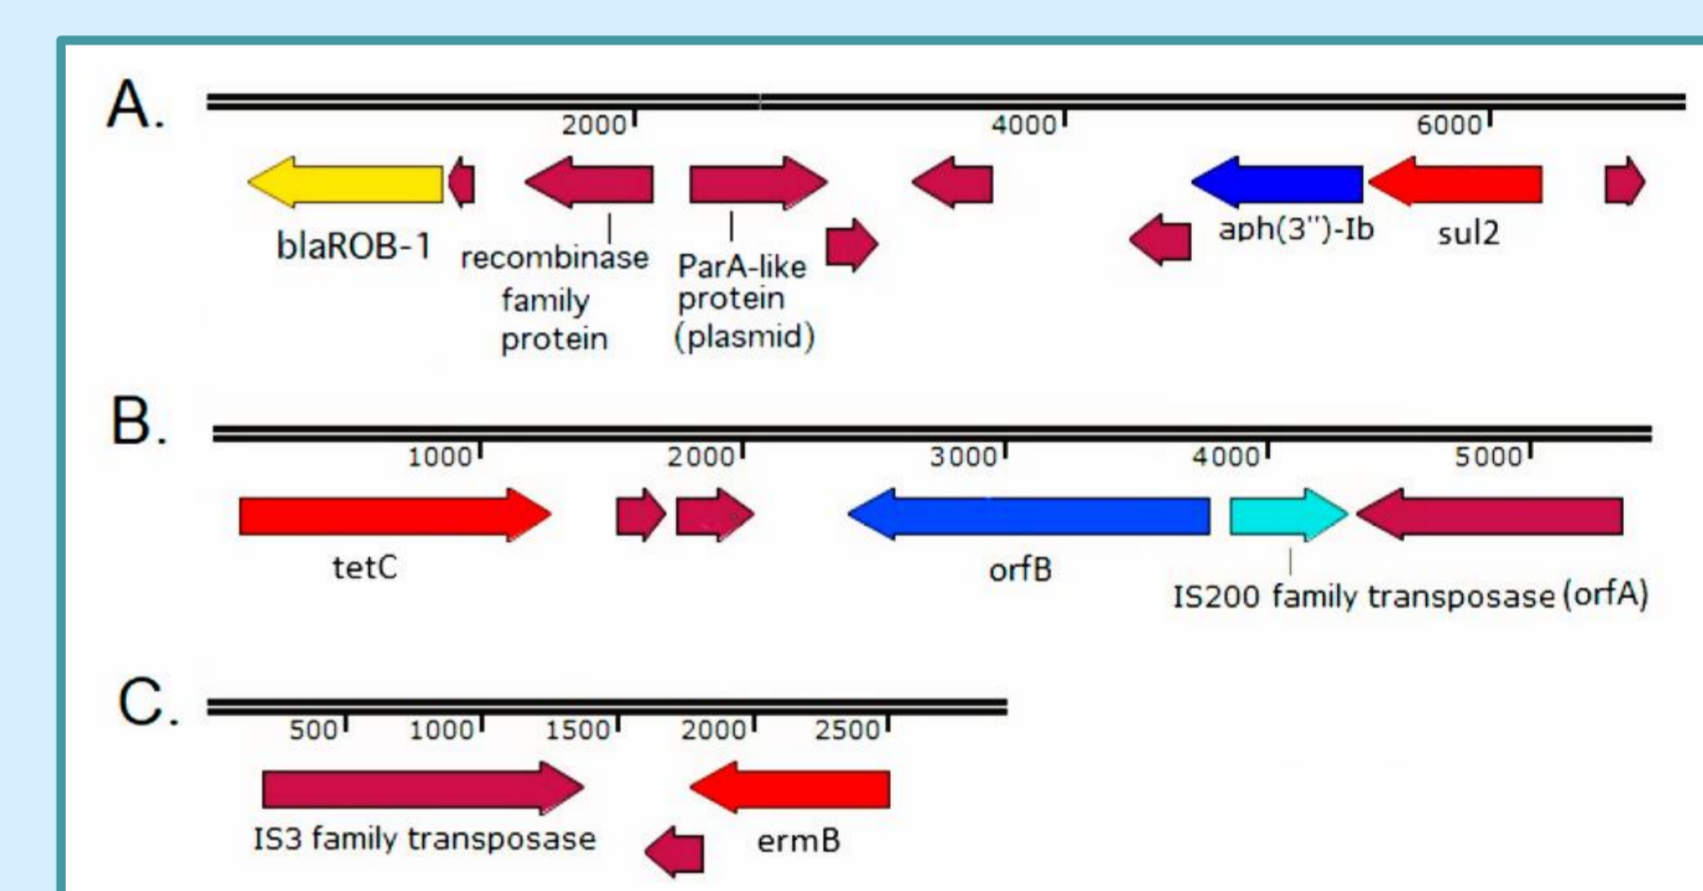 A.
2000 4000 6000
blaROB-1
recombinase
family
protein
ParA-like
protein
(plasmid)
aph(3")-Ib
sul2
B.
1000 2000 3000 4000 5000
tetC
orfB
IS200 family transposase (orfA)
C.
500 1000 1500 2000 2500
IS3 family transposase
ermB